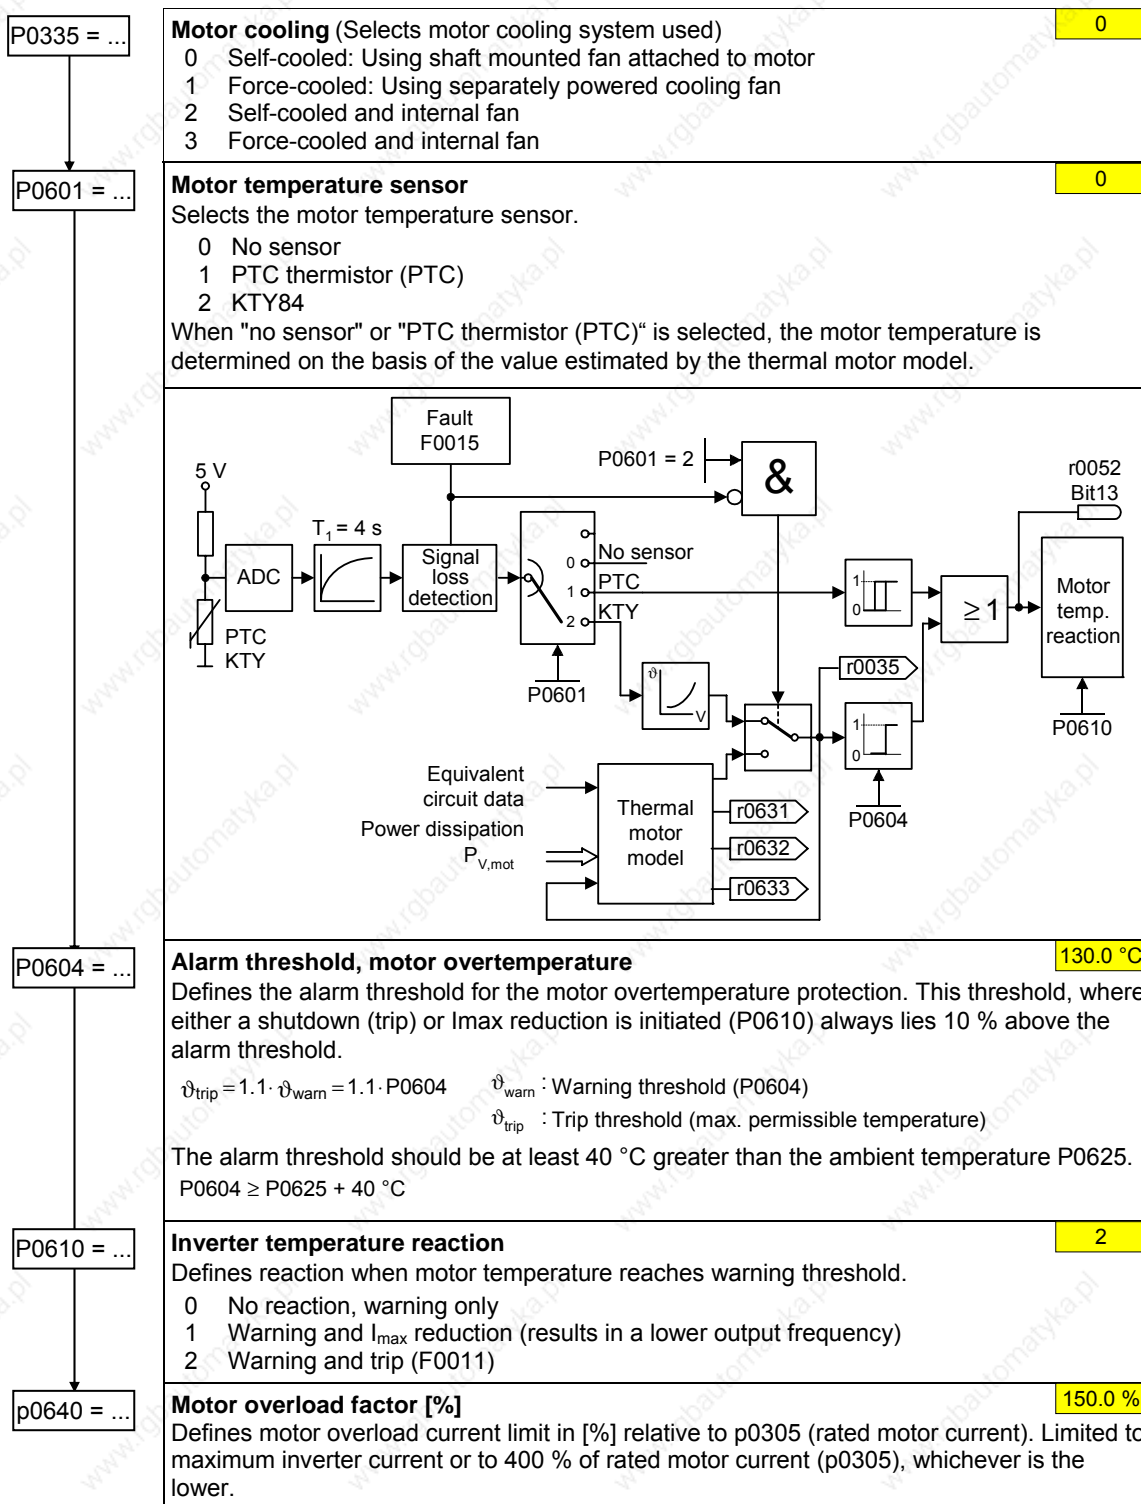 P0335 = ...
Motor cooling (Selects motor cooling system used)
0
0 Self-cooled: Using shaft mounted fan attached to motor
1 Force-cooled: Using separately powered cooling fan
2 Self-cooled and internal fan
3 Force-cooled and internal fan
P0601 = ...
Motor temperature sensor
0
Selects the motor temperature sensor.
0 No sensor
1 PTC thermistor (PTC)
2 KTY84
When "no sensor" or "PTC thermistor (PTC)“ is selected, the motor temperature is
determined on the basis of the value estimated by the thermal motor model.
Fault
F0015
P0601 = 2
&
r0052
Bit13
5 V
T1 = 4 s
ADC
Signal
loss
detection
0 No sensor
1 PTC
2 KTY
PTC
KTY
P0601
1
0
≥ 1
Motor
temp.
reaction
P0610
ϑ
V
r0035
1
0
P0604
Equivalent
circuit data
Power dissipation
PV,mot
Thermal
motor
model
r0631
r0632
r0633
P0604 = ...
Alarm threshold, motor overtemperature
130.0 °C
Defines the alarm threshold for the motor overtemperature protection. This threshold, where
either a shutdown (trip) or Imax reduction is initiated (P0610) always lies 10 % above the
alarm threshold.
ϑtrip = 1.1· ϑwarn = 1.1· P0604 ϑwarn : Warning threshold (P0604)
ϑtrip : Trip threshold (max. permissible temperature)
The alarm threshold should be at least 40 °C greater than the ambient temperature P0625.
P0604 ≥ P0625 + 40 °C
P0610 = ...
Inverter temperature reaction
2
Defines reaction when motor temperature reaches warning threshold.
0 No reaction, warning only
1 Warning and Imax reduction (results in a lower output frequency)
2 Warning and trip (F0011)
p0640 = ...
Motor overload factor [%]
150.0 %
Defines motor overload current limit in [%] relative to p0305 (rated motor current). Limited to
maximum inverter current or to 400 % of rated motor current (p0305), whichever is the
lower.
www.rgbautomatyka.pl